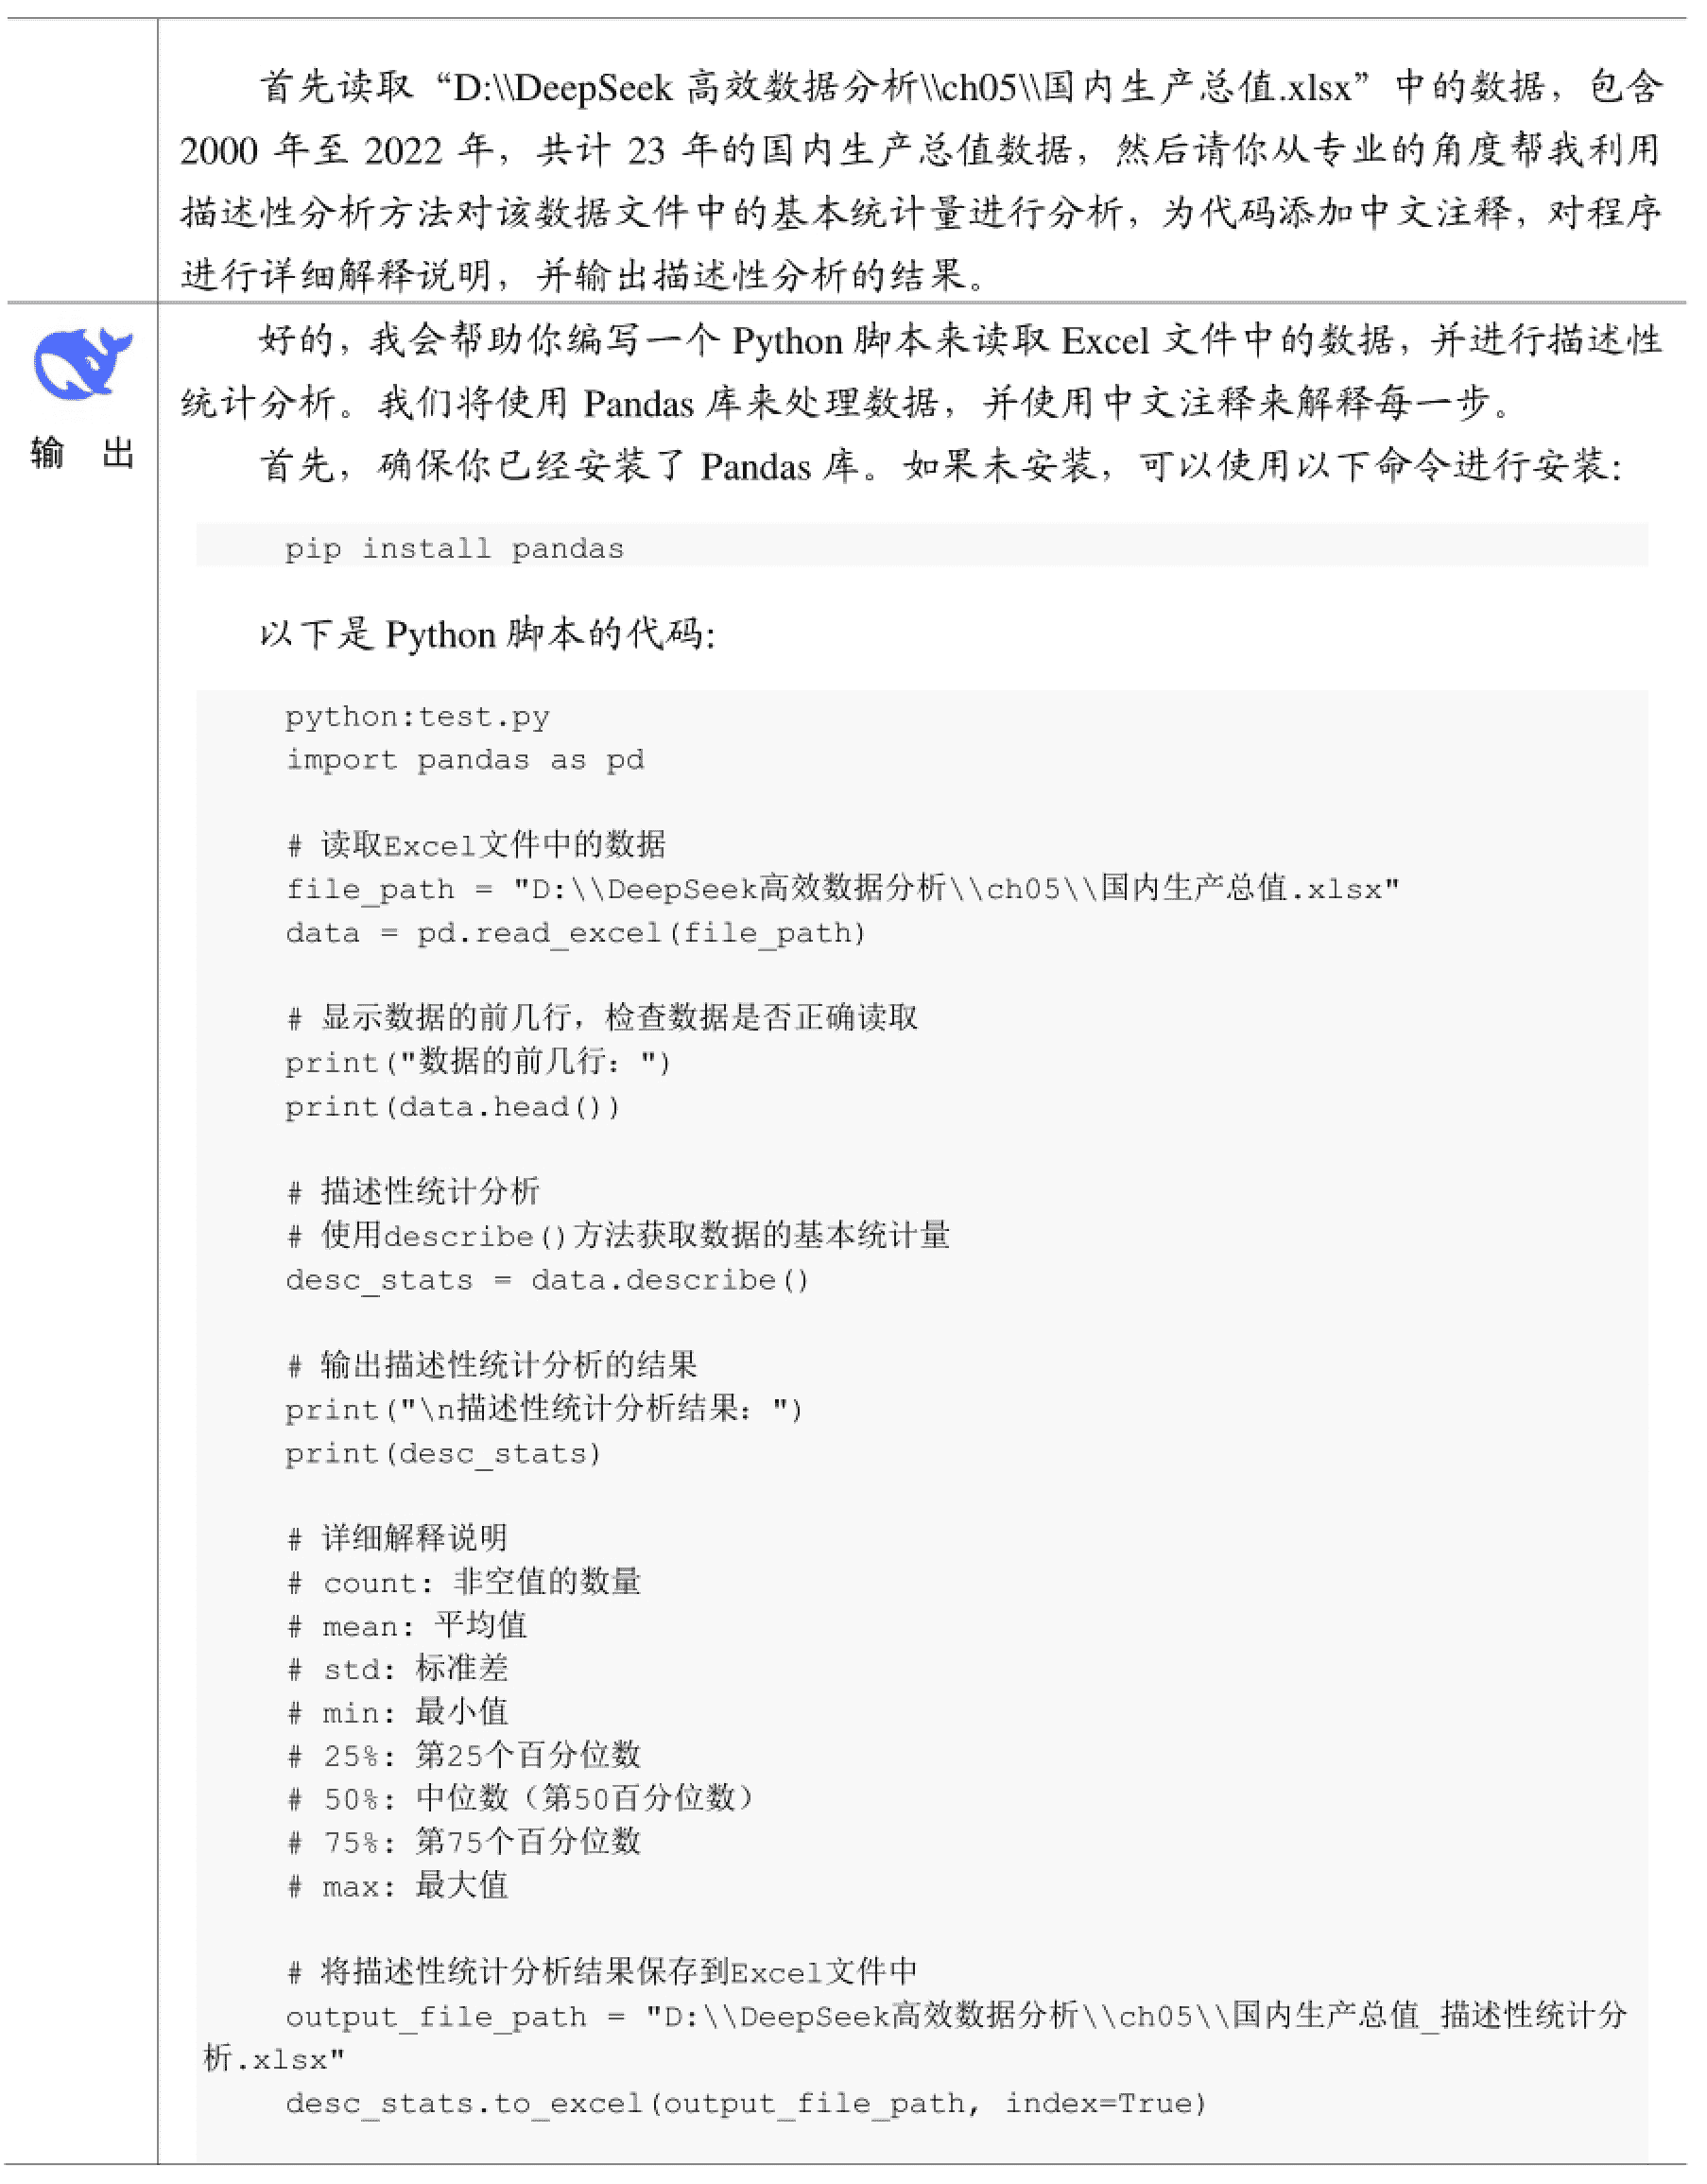 首先读取“D:\\DeepSeek 高效数据分析\\ch05\\国内生产总值.xlsx”中的数据，包含
2000 年至 2022 年，共计 23 年的国内生产总值数据，然后请你从专业的角度帮我利用
描述性分析方法对该数据文件中的基本统计量进行分析，为代码添加中文注释，对程序
进行详细解释说明，并输出描述性分析的结果。
输 出
好的，我会帮助你编写一个 Python 脚本来读取 Excel 文件中的数据，并进行描述性
统计分析。我们将使用 Pandas 库来处理数据，并使用中文注释来解释每一步。
首先，确保你已经安装了 Pandas 库。如果未安装，可以使用以下命令进行安装：
pip install pandas
以下是 Python 脚本的代码：
python:test.py
import pandas as pd
# 读取Excel文件中的数据
file_path = "D:\\DeepSeek高效数据分析\\ch05\\国内生产总值.xlsx"
data = pd.read_excel(file_path)
# 显示数据的前几行，检查数据是否正确读取
print("数据的前几行：")
print(data.head())
# 描述性统计分析
# 使用describe()方法获取数据的基本统计量
desc_stats = data.describe()
# 输出描述性统计分析的结果
print("\n描述性统计分析结果：")
print(desc_stats)
# 详细解释说明
# count: 非空值的数量
# mean: 平均值
# std: 标准差
# min: 最小值
# 25%: 第25个百分位数
# 50%: 中位数（第50百分位数）
# 75%: 第75个百分位数
# max: 最大值
# 将描述性统计分析结果保存到Excel文件中
output_file_path = "D:\\DeepSeek高效数据分析\\ch05\\国内生产总值_描述性统计分
析.xlsx"
desc_stats.to_excel(output_file_path, index=True)